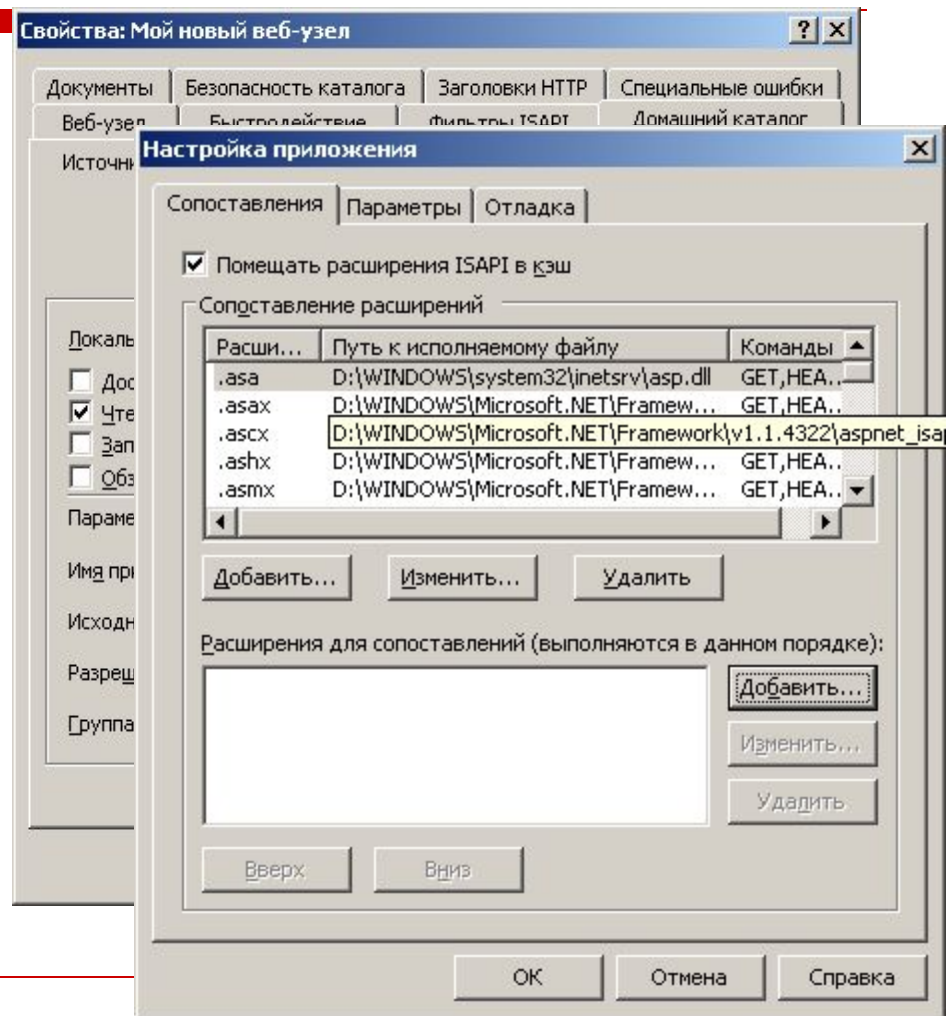 Свойства: Мой новый веб-узел
Документы Безопасность каталога Заголовки HTTP Специальные ошибки
Веб-узел Быстродействие Фильтры ISAPI Домашний каталог
Настройка приложения
Сопоставления Параметры Отладка
Помещать расширения ISAPI в кэш
Сопоставление расширений
Расши... Путь к исполняемому файлу Команды
.asa D:\WINDOWS\system32\inetsrv\asp.dll GET,HEA...
.asax D:\WINDOWS\Microsoft.NET\Framew... GET,HEA...
.ascx D:\WINDOWS\Microsoft.NET\Framework\v1.1.4322\aspnet_isap
.ashx D:\WINDOWS\Microsoft.NET\Framew... GET,HEA...
.asmx D:\WINDOWS\Microsoft.NET\Framew... GET,HEA...
Добавить... Изменить... Удалить
Расширения для сопоставлений (выполняются в данном порядке):
Добавить...
Изменить...
Удалить
Вверх Вниз
OK Отмена Справка